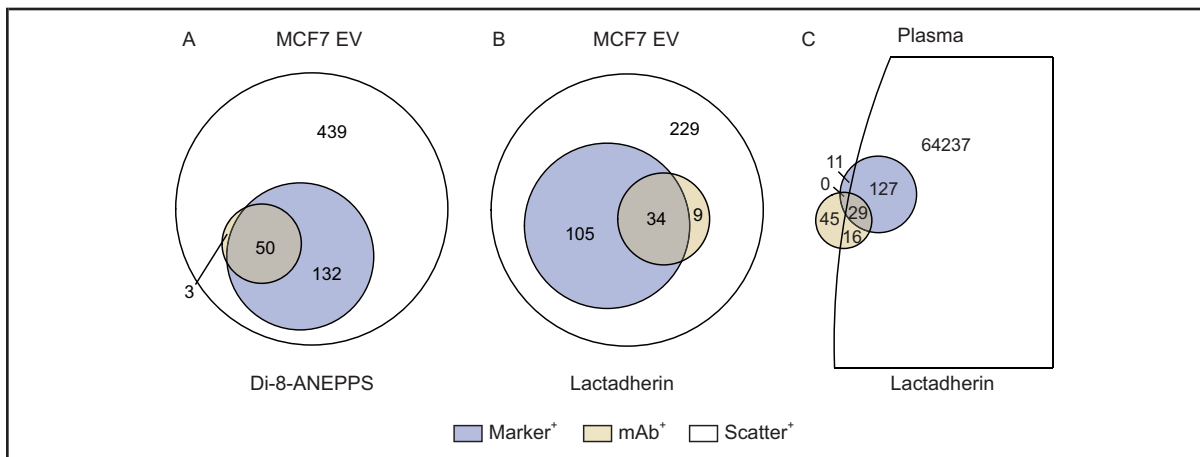 A
MCF7 EV
439
50
132
3
Di-8-ANEPPS
B
MCF7 EV
229
105
34
9
Lactadherin
C
Plasma
64237
11
0
127
45
29
16
Lactadherin
Marker⁺ mAb⁺ Scatter⁺